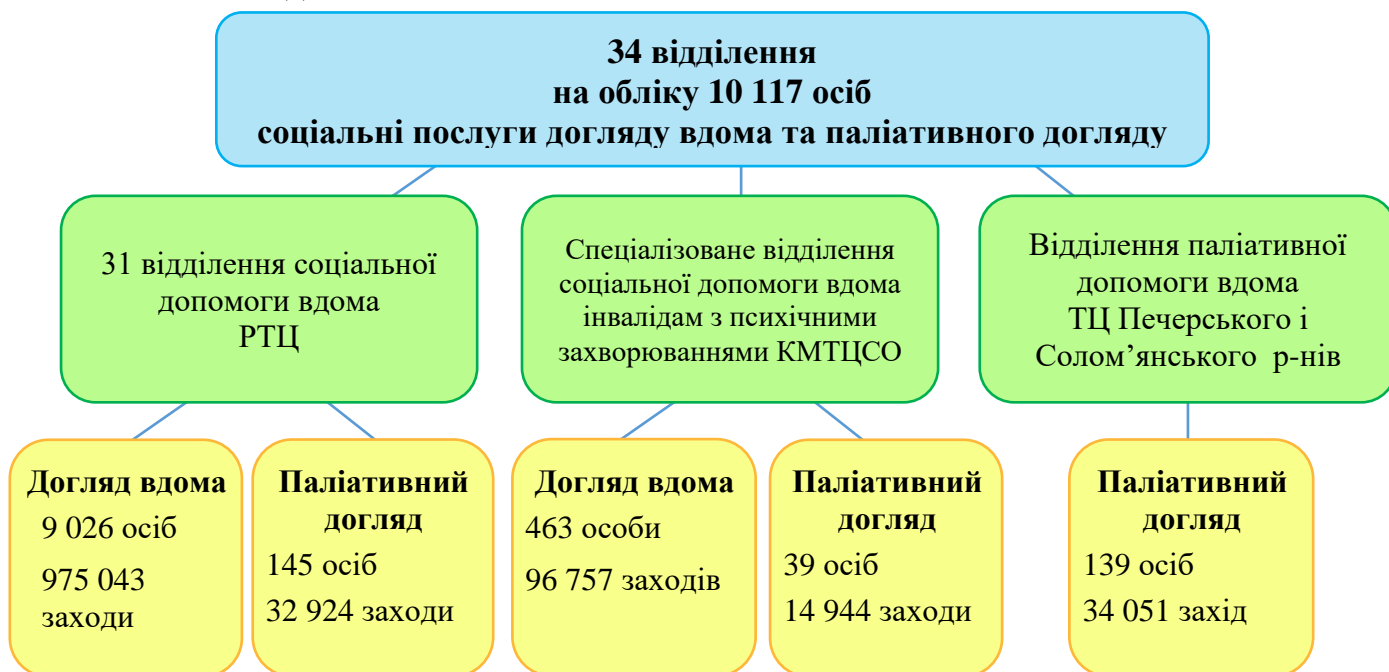 34 відділення
на обліку 10 117 осіб
соціальні послуги догляду вдома та паліативного догляду
31 відділення соціальної
допомоги вдома
РТЦ
Спеціалізоване відділення
соціальної допомоги вдома
інвалідам з психічними
захворюваннями КМТЦСО
Відділення паліативної
допомоги вдома
ТЦ Печерського і
Солом’янського р-нів
Догляд вдома
9 026 осіб
975 043
заходи
Паліативний
догляд
145 осіб
32 924 заходи
Догляд вдома
463 особи
96 757 заходів
Паліативний
догляд
39 осіб
14 944 заходи
Паліативний
догляд
139 осіб
34 051 захід